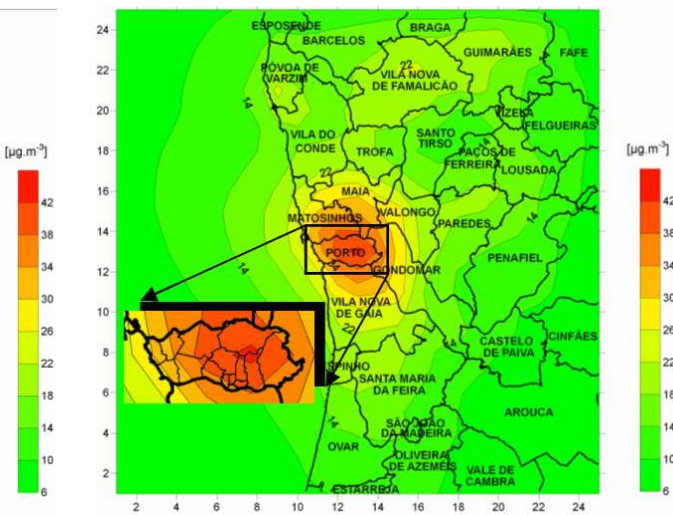 [µg.m⁻³]
42
38
34
30
26
22
18
14
10
6
24
22
20
18
16
14
12
10
8
6
4
2
2 4 6 8 10 12 14 16 18 20 22 24
ESPOSENDE
BRAGA
BARCELOS
GUIMARÃES
FAFE
14
PÓVOA DE
VARZIM
22
VILA NOVA
DE FAMALICÃO
14
VIZELA
FELGUEIRAS
VILA DO
CONDE
TROFA
SANTO
TIRSO
14
PAÇOS DE
FERREIRA
LOUSADA
22
MAIA
MATOSINHOS
VALONGO
PAREDES
14
PORTO
PENAFIEL
14
GONDOMAR
VILA NOVA
DE GAIA
22
14
CASTELO
DE PAIVA
CINFÃES
ESPINHO
SANTA MARIA
DA FEIRA
AROUCA
14
SÃO JOÃO
DA MADEIRA
OVAR
OLIVEIRA
DE AZEMÉIS
VALE DE
CAMBRA
ESTARREJA
[µg.m⁻³]
42
38
34
30
26
22
18
14
10
6